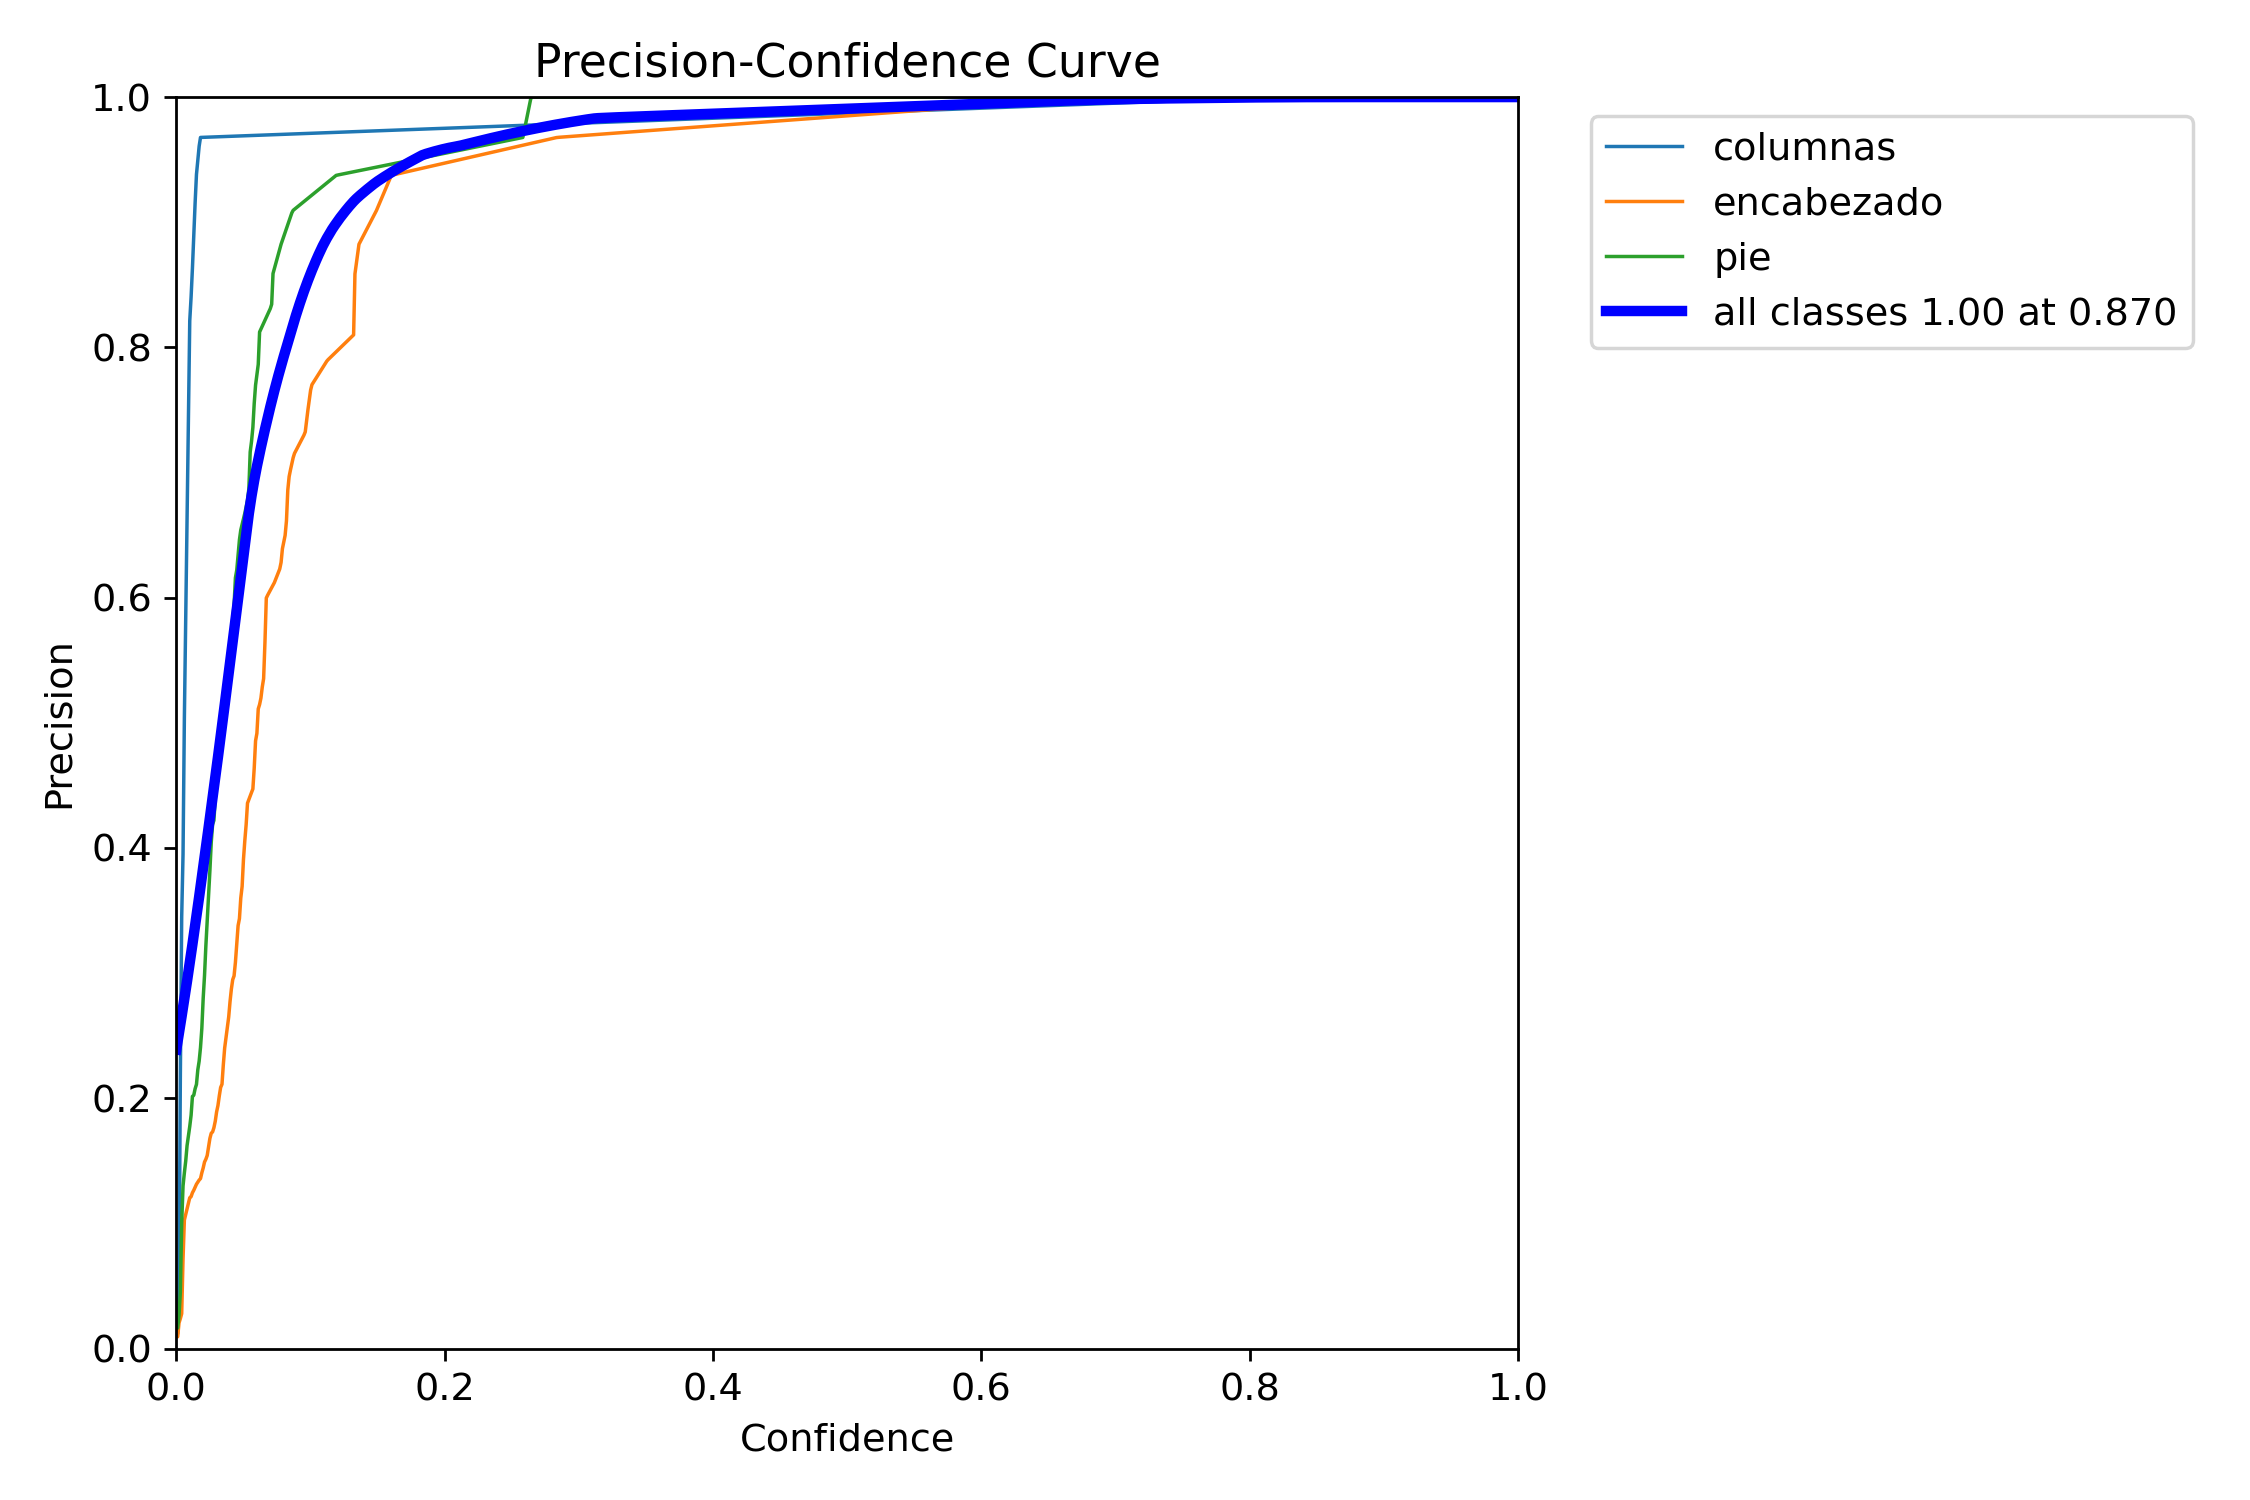 Precision-Confidence Curve
1.0
0.8
0.6
0.4
0.2
0.0
Precision
0.0 0.2 0.4 0.6 0.8 1.0
Confidence
columnas
encabezado
pie
all classes 1.00 at 0.870